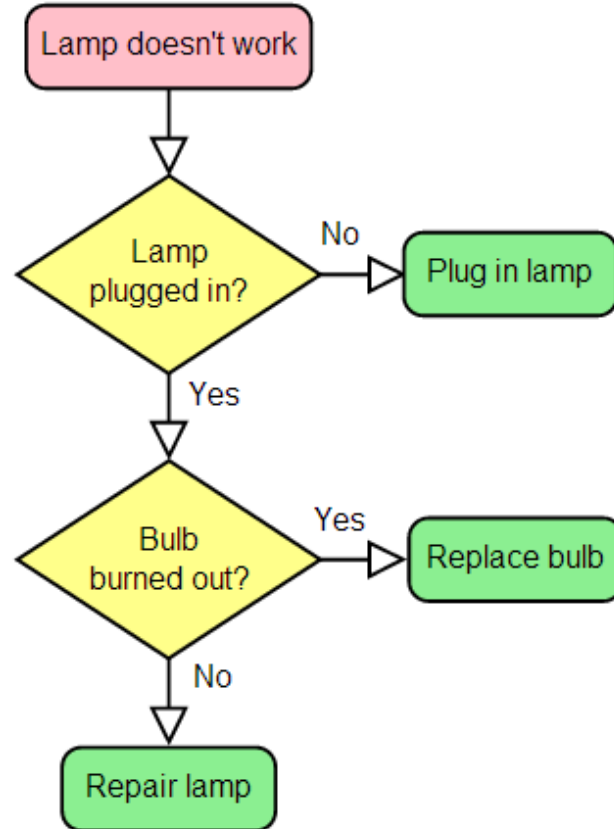 Lamp doesn't work
Lamp
plugged in?
No
Plug in lamp
Yes
Bulb
burned out?
Yes
Replace bulb
No
Repair lamp